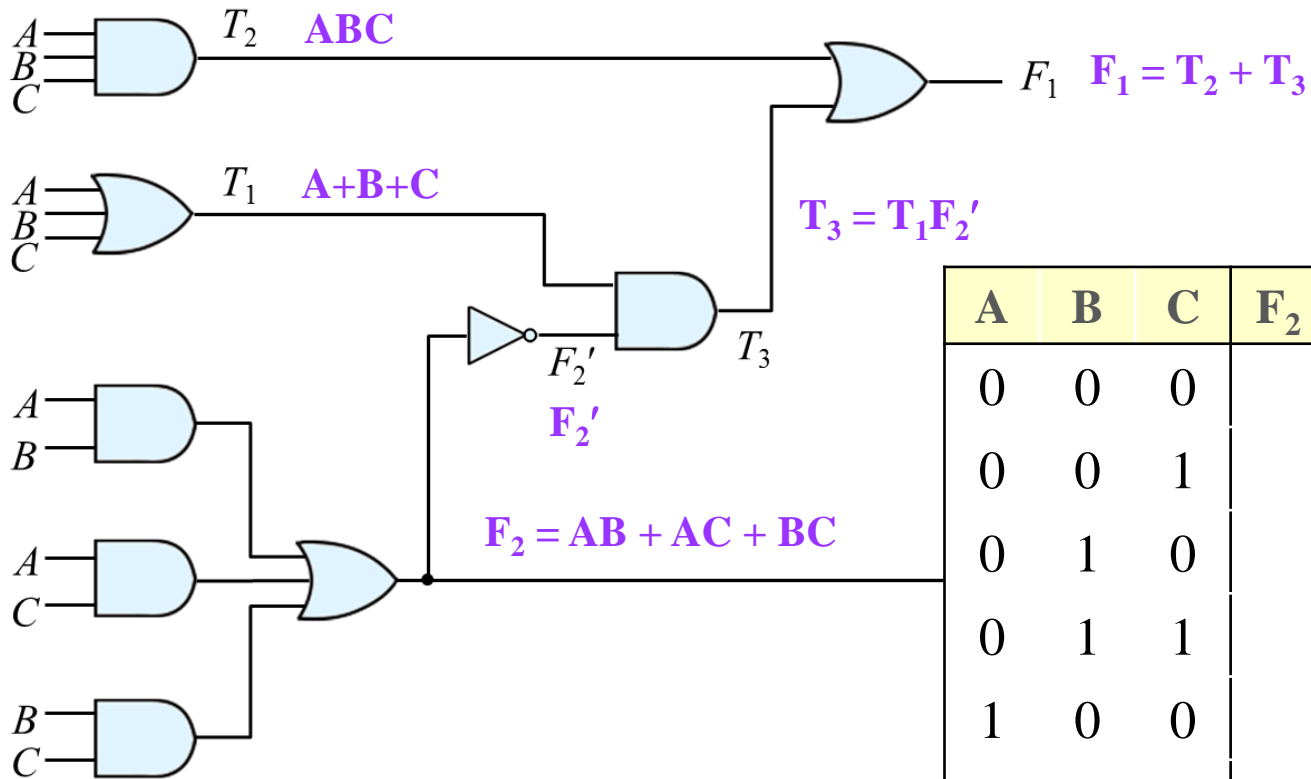 A
B
C
T₂ ABC
F₁ F₁ = T₂ + T₃
A
B
C
T₁ A+B+C
T₃ = T₁F₂′
T₃
F₂′
F₂′
A
B
A
C
B
C
F₂ = AB + AC + BC
A B C F₂
0 0 0
0 0 1
0 1 0
0 1 1
1 0 0